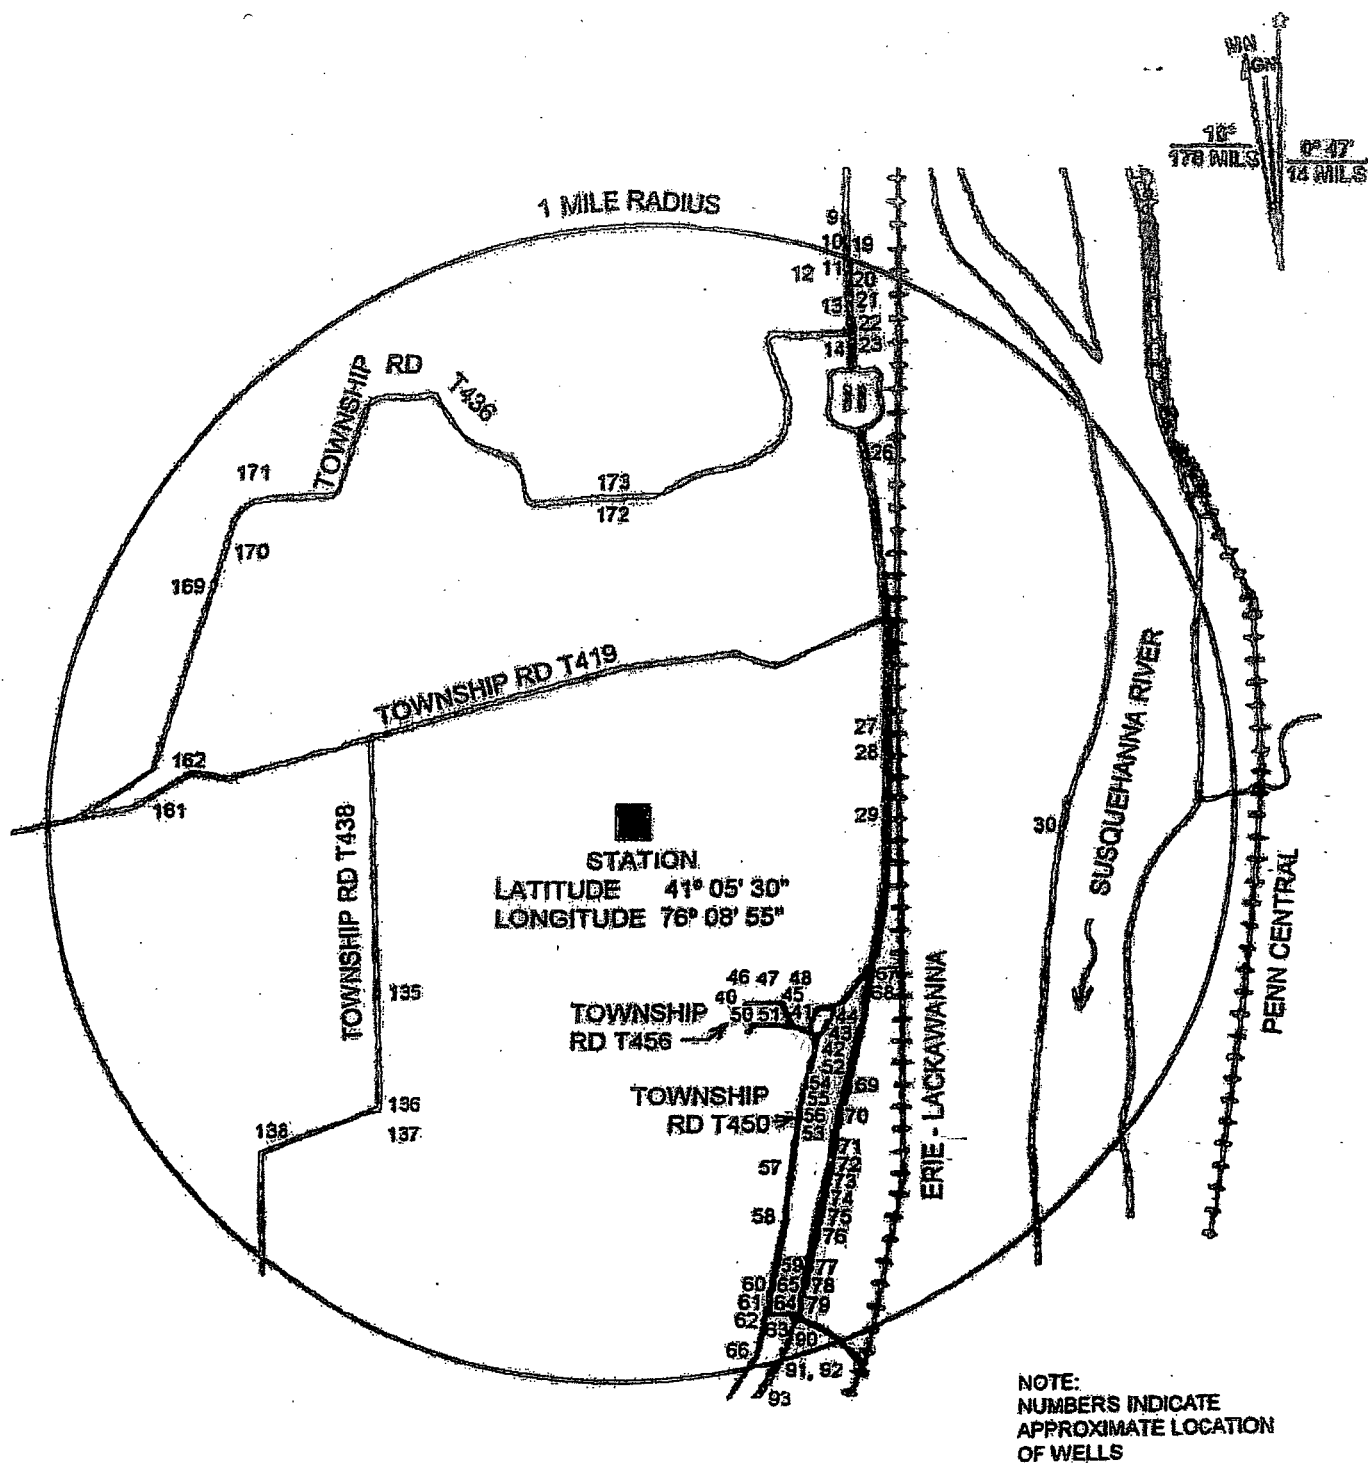 MN
GN
10°
178 MILS
0° 47'
14 MILS
1 MILE RADIUS
9
10 19
12 11
20
13 21
22
14 23
11
TOWNSHIP RD T436
26
171
173
172
170
169
TOWNSHIP RD T419
27
28
162
161
29
30
SUSQUEHANNA RIVER
TOWNSHIP RD T438
STATION
LATITUDE 41° 05' 30"
LONGITUDE 76° 08' 55"
PENN CENTRAL
ERIE - LACKAWANNA
46 47 48
67
40 45
68
135
50 51 41 44
TOWNSHIP
RD T456
43
42
52
54
69
55
TOWNSHIP
RD T450
56
70
136
137
138
71
57
72
73
74
58
75
76
59 77
60 65 78
61 64 79
62
63
90
66
91, 92
93
NOTE:
NUMBERS INDICATE
APPROXIMATE LOCATION
OF WELLS